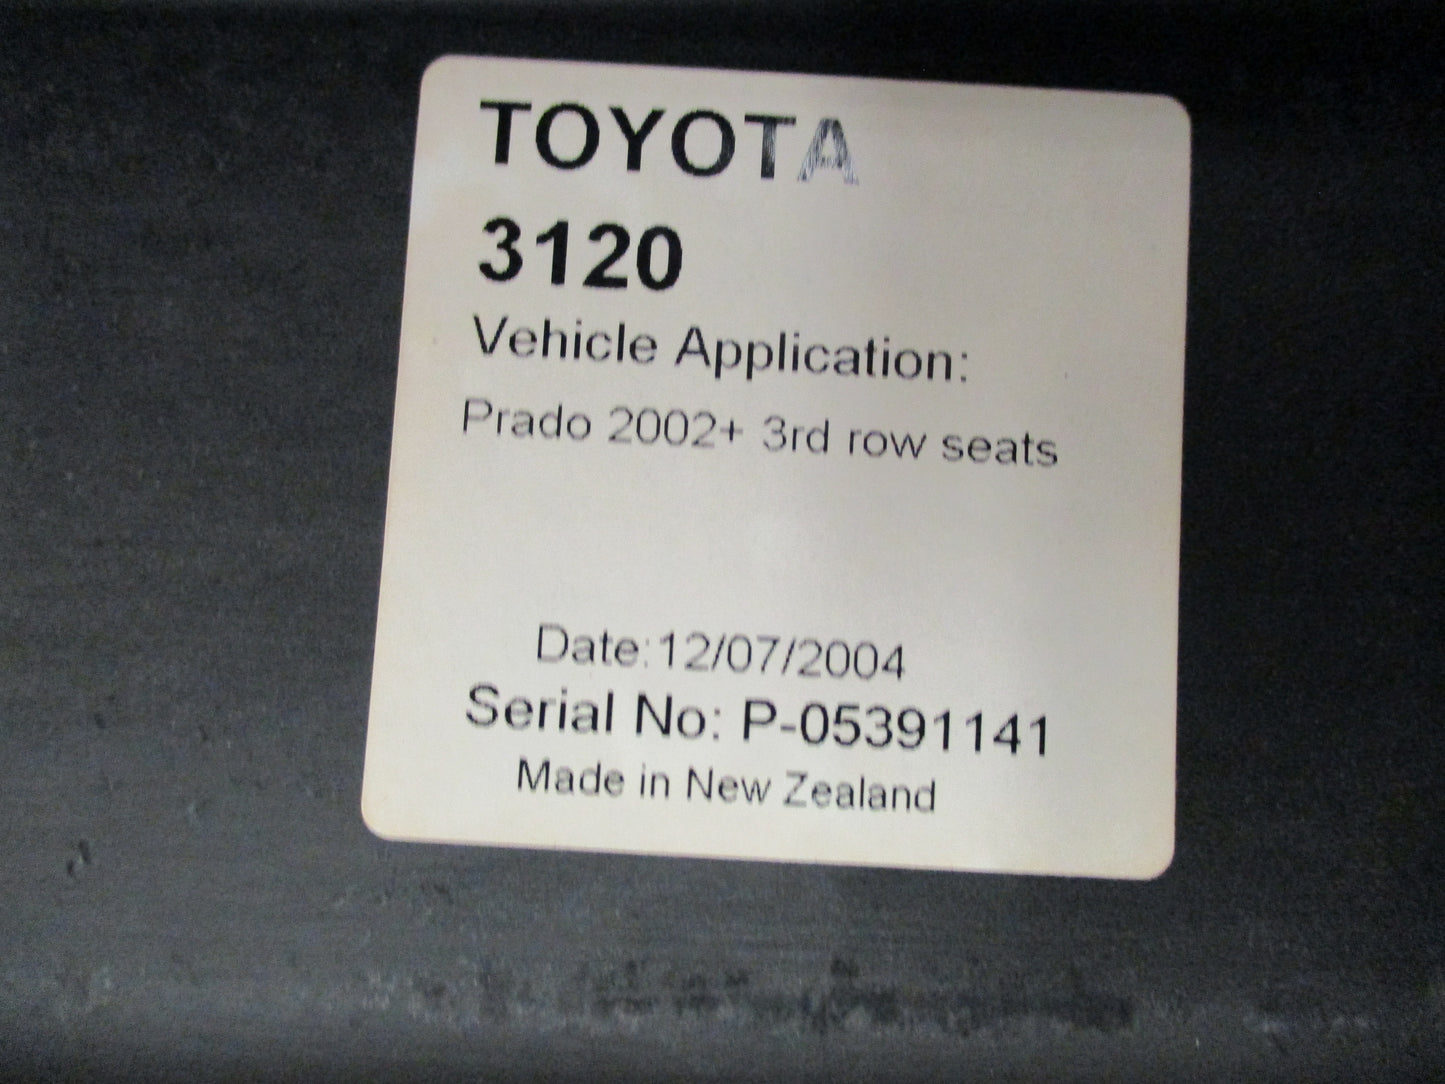 TOYOTA
3120
Vehicle Application:
Prado 2002+ 3rd row seats
Date:12/07/2004
Serial No: P-05391141
Made in New Zealand